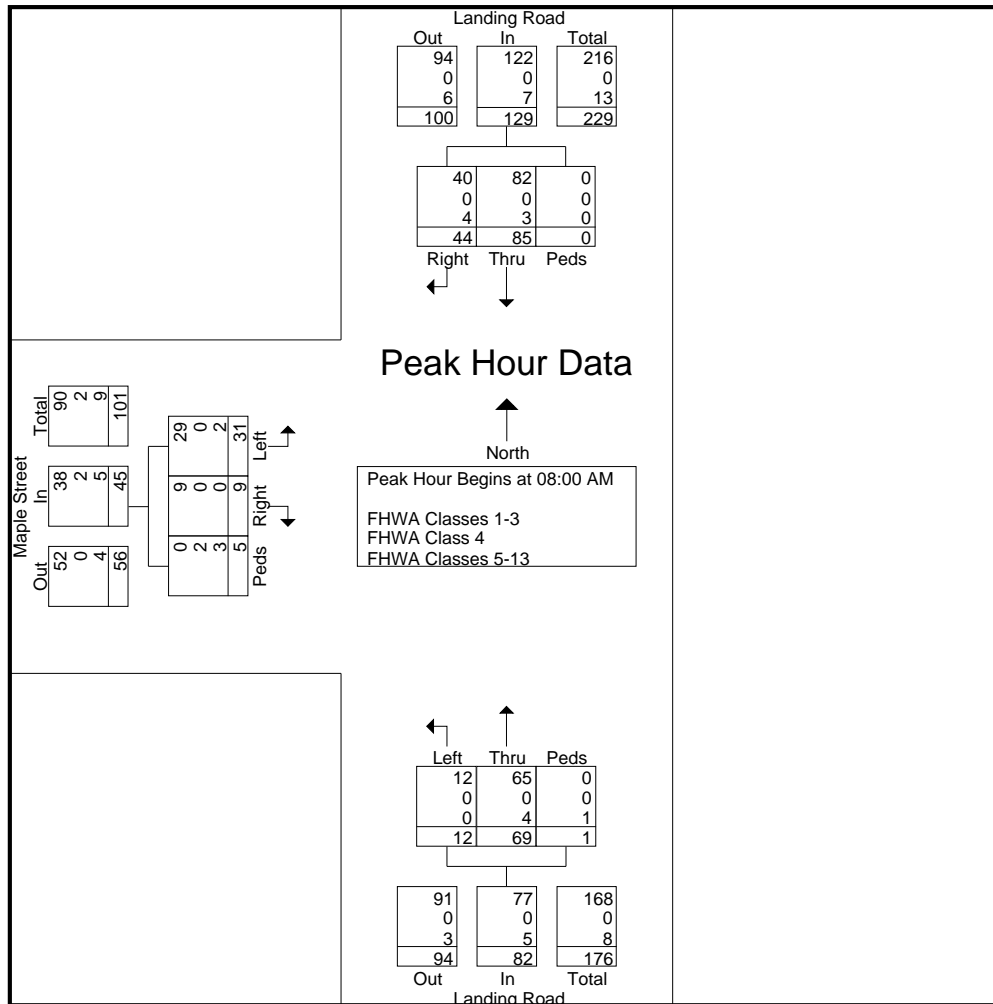 Landing Road
Out In Total
94 122 216
0 0 0
6 7 13
100 129 229
40 82 0
0 0 0
4 3 0
44 85 0
Right Thru Peds
Peak Hour Data
North
Peak Hour Begins at 08:00 AM
FHWA Classes 1-3
FHWA Class 4
FHWA Classes 5-13
Maple Street
Out In Total
52 38 90
0 2 2
4 5 9
56 45 101
0 9 29
2 0 0
3 0 2
5 9 31
Peds Right Left
Left Thru Peds
12 65 0
0 0 0
0 4 1
12 69 1
91 77 168
0 0 0
3 5 8
94 82 176
Out In Total
Landing Road